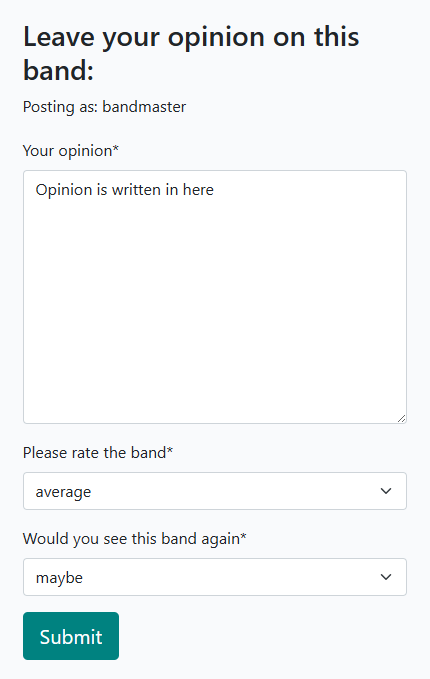 Leave your opinion on this
band:
Posting as: bandmaster
Your opinion*
Opinion is written in here
Please rate the band*
average
Would you see this band again*
maybe
Submit